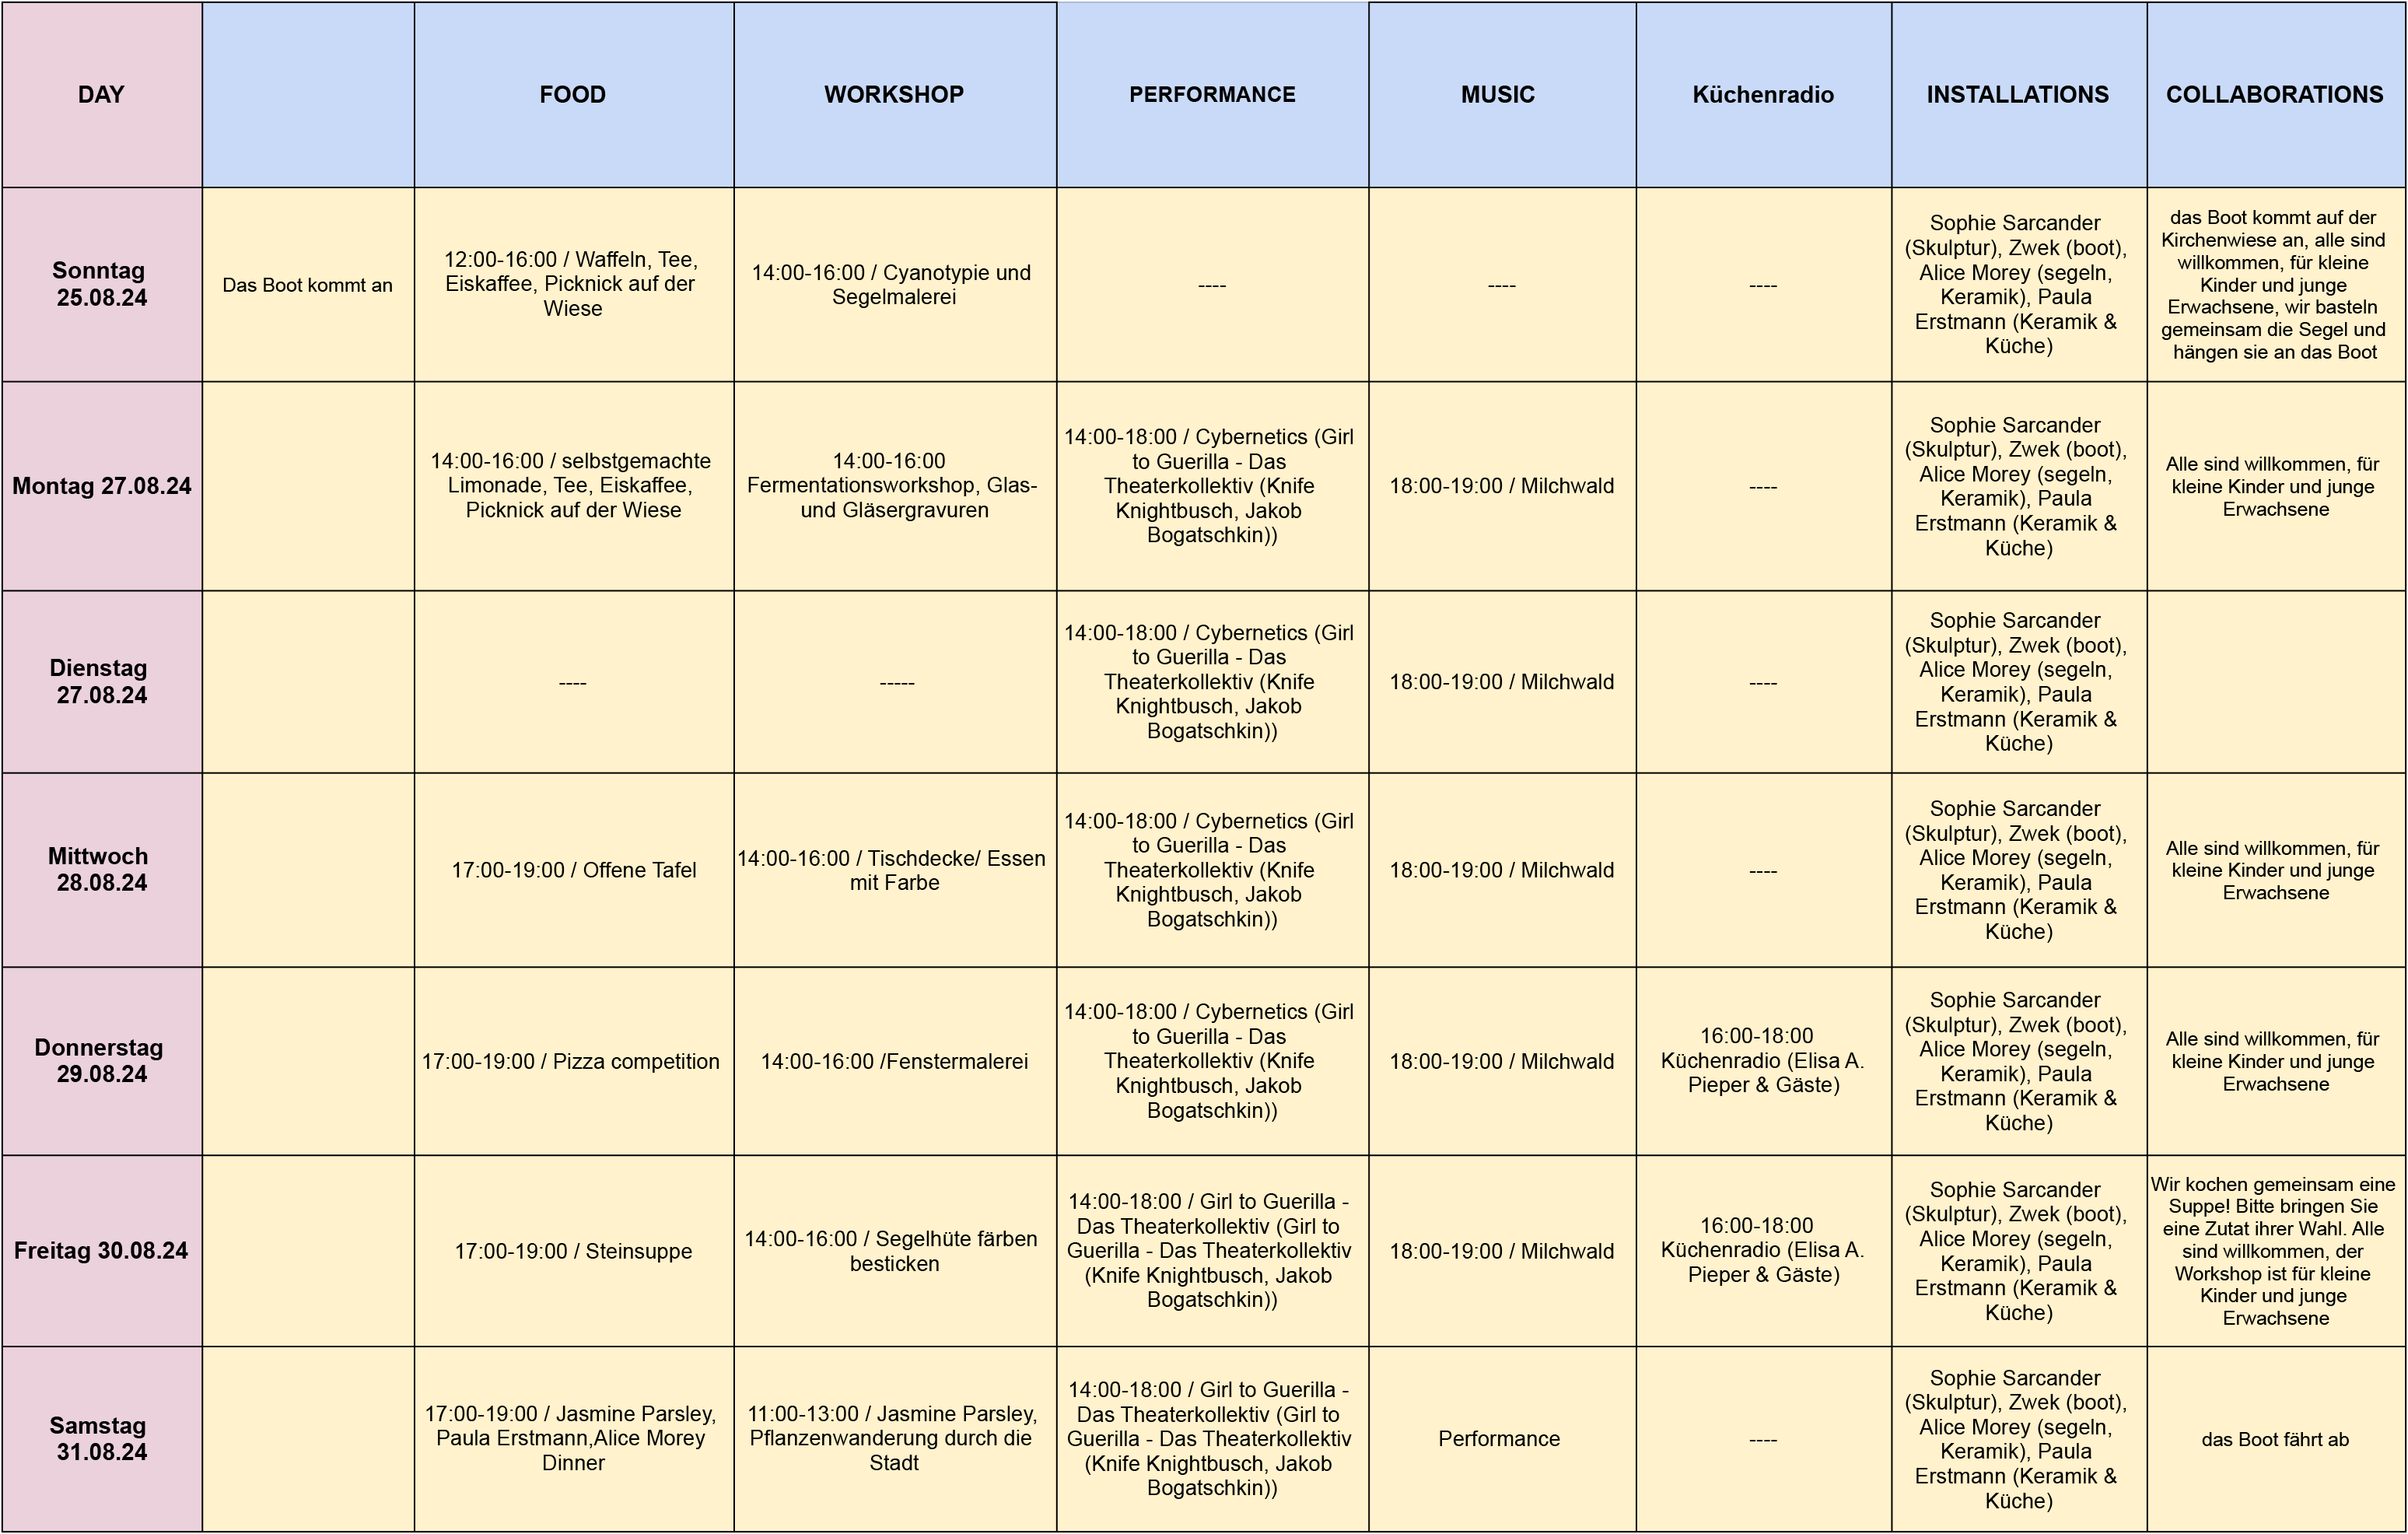 DAY
FOOD
WORKSHOP
PERFORMANCE
MUSIC
Küchenradio
INSTALLATIONS
COLLABORATIONS
Sonntag
25.08.24
Das Boot kommt an
12:00-16:00 / Waffeln, Tee,
Eiskaffee, Picknick auf der
Wiese
14:00-16:00 / Cyanotypie und
Segelmalerei
----
----
----
Sophie Sarcander
(Skulptur), Zwek (boot),
Alice Morey (segeln,
Keramik), Paula
Erstmann (Keramik &
Küche)
das Boot kommt auf der
Kirchenwiese an, alle sind
willkommen, für kleine
Kinder und junge
Erwachsene, wir basteln
gemeinsam die Segel und
hängen sie an das Boot
Montag 27.08.24
14:00-16:00 / selbstgemachte
Limonade, Tee, Eiskaffee,
Picknick auf der Wiese
14:00-16:00
Fermentationsworkshop, Glas-
und Gläsergravuren
14:00-18:00 / Cybernetics (Girl
to Guerilla - Das
Theaterkollektiv (Knife
Knightbusch, Jakob
Bogatschkin))
18:00-19:00 / Milchwald
----
Sophie Sarcander
(Skulptur), Zwek (boot),
Alice Morey (segeln,
Keramik), Paula
Erstmann (Keramik &
Küche)
Alle sind willkommen, für
kleine Kinder und junge
Erwachsene
Dienstag
27.08.24
----
-----
14:00-18:00 / Cybernetics (Girl
to Guerilla - Das
Theaterkollektiv (Knife
Knightbusch, Jakob
Bogatschkin))
18:00-19:00 / Milchwald
----
Sophie Sarcander
(Skulptur), Zwek (boot),
Alice Morey (segeln,
Keramik), Paula
Erstmann (Keramik &
Küche)
Mittwoch
28.08.24
17:00-19:00 / Offene Tafel
14:00-16:00 / Tischdecke/ Essen
mit Farbe
14:00-18:00 / Cybernetics (Girl
to Guerilla - Das
Theaterkollektiv (Knife
Knightbusch, Jakob
Bogatschkin))
18:00-19:00 / Milchwald
----
Sophie Sarcander
(Skulptur), Zwek (boot),
Alice Morey (segeln,
Keramik), Paula
Erstmann (Keramik &
Küche)
Alle sind willkommen, für
kleine Kinder und junge
Erwachsene
Donnerstag
29.08.24
17:00-19:00 / Pizza competition
14:00-16:00 /Fenstermalerei
14:00-18:00 / Cybernetics (Girl
to Guerilla - Das
Theaterkollektiv (Knife
Knightbusch, Jakob
Bogatschkin))
18:00-19:00 / Milchwald
16:00-18:00
Küchenradio (Elisa A.
Pieper & Gäste)
Sophie Sarcander
(Skulptur), Zwek (boot),
Alice Morey (segeln,
Keramik), Paula
Erstmann (Keramik &
Küche)
Alle sind willkommen, für
kleine Kinder und junge
Erwachsene
Freitag 30.08.24
17:00-19:00 / Steinsuppe
14:00-16:00 / Segelhüte färben
besticken
14:00-18:00 / Girl to Guerilla -
Das Theaterkollektiv (Girl to
Guerilla - Das Theaterkollektiv
(Knife Knightbusch, Jakob
Bogatschkin))
18:00-19:00 / Milchwald
16:00-18:00
Küchenradio (Elisa A.
Pieper & Gäste)
Sophie Sarcander
(Skulptur), Zwek (boot),
Alice Morey (segeln,
Keramik), Paula
Erstmann (Keramik &
Küche)
Wir kochen gemeinsam eine
Suppe! Bitte bringen Sie
eine Zutat ihrer Wahl. Alle
sind willkommen, der
Workshop ist für kleine
Kinder und junge
Erwachsene
Samstag
31.08.24
17:00-19:00 / Jasmine Parsley,
Paula Erstmann,Alice Morey
Dinner
11:00-13:00 / Jasmine Parsley,
Pflanzenwanderung durch die
Stadt
14:00-18:00 / Girl to Guerilla -
Das Theaterkollektiv (Girl to
Guerilla - Das Theaterkollektiv
(Knife Knightbusch, Jakob
Bogatschkin))
Performance
----
Sophie Sarcander
(Skulptur), Zwek (boot),
Alice Morey (segeln,
Keramik), Paula
Erstmann (Keramik &
Küche)
das Boot fährt ab